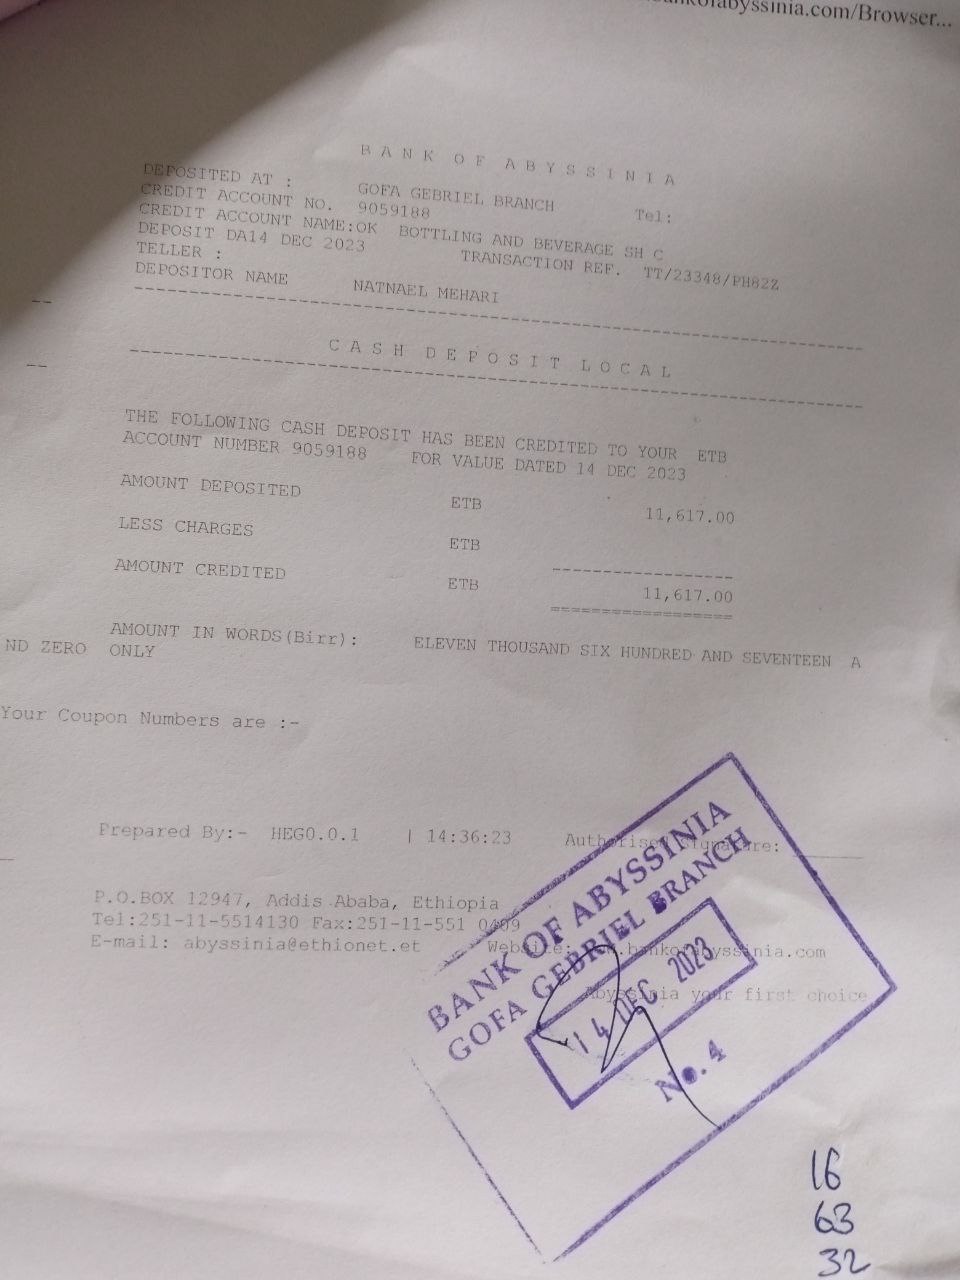 bankofabyssinia.com/Browser...
BANK OF ABYSSINIA
DEPOSITED AT : GOFA GEBRIEL BRANCH Tel:
CREDIT ACCOUNT NO. 9059188
CREDIT ACCOUNT NAME:OK BOTTLING AND BEVERAGE SH C
DEPOSIT DA14 DEC 2023 TRANSACTION REF. TT/23348/PH82Z
TELLER :
DEPOSITOR NAME NATNAEL MEHARI
CASH DEPOSIT LOCAL
THE FOLLOWING CASH DEPOSIT HAS BEEN CREDITED TO YOUR ETB
ACCOUNT NUMBER 9059188 FOR VALUE DATED 14 DEC 2023
AMOUNT DEPOSITED ETB 11,617.00
LESS CHARGES ETB
AMOUNT CREDITED ETB 11,617.00
AMOUNT IN WORDS(Birr): ELEVEN THOUSAND SIX HUNDRED AND SEVENTEEN A
ND ZERO ONLY
Your Coupon Numbers are :-
Prepared By:- HEG0.0.1 | 14:36:23 Authorised Signature:
P.O.BOX 12947, Addis Ababa, Ethiopia
Tel:251-11-5514130 Fax:251-11-551 0409
E-mail: abyssinia@ethionet.et Website: www.bankofabyssinia.com
Abyssinia your first choice
BANK OF ABYSSINIA
GOFA GEBRIEL BRANCH
14 DEC 2023
No. 4
16
63
32